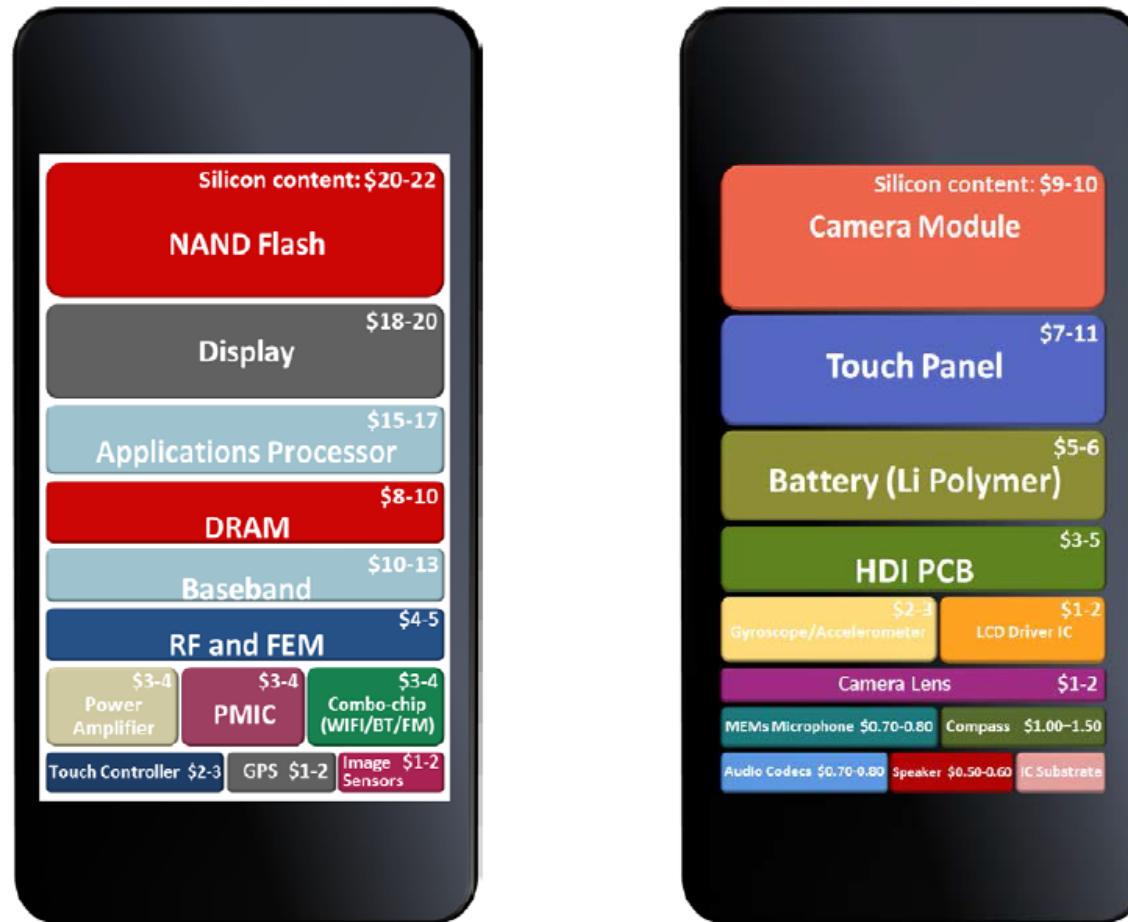 Silicon content: $20-22
NAND Flash
$18-20
Display
$15-17
Applications Processor
$8-10
DRAM
$10-13
Baseband
$4-5
RF and FEM
$3-4
Power
Amplifier
$3-4
PMIC
$3-4
Combo-chip
(WIFI/BT/FM)
Touch Controller $2-3
GPS $1-2
Image $1-2
Sensors
Silicon content: $9-10
Camera Module
$7-11
Touch Panel
$5-6
Battery (Li Polymer)
$3-5
HDI PCB
$2-3
Gyroscope/Accelerometer
$1-2
LCD Driver IC
Camera Lens $1-2
MEMs Microphone $0.70-0.80
Compass $1.00–1.50
Audio Codecs $0.70-0.80
Speaker $0.50-0.60
IC Substrate